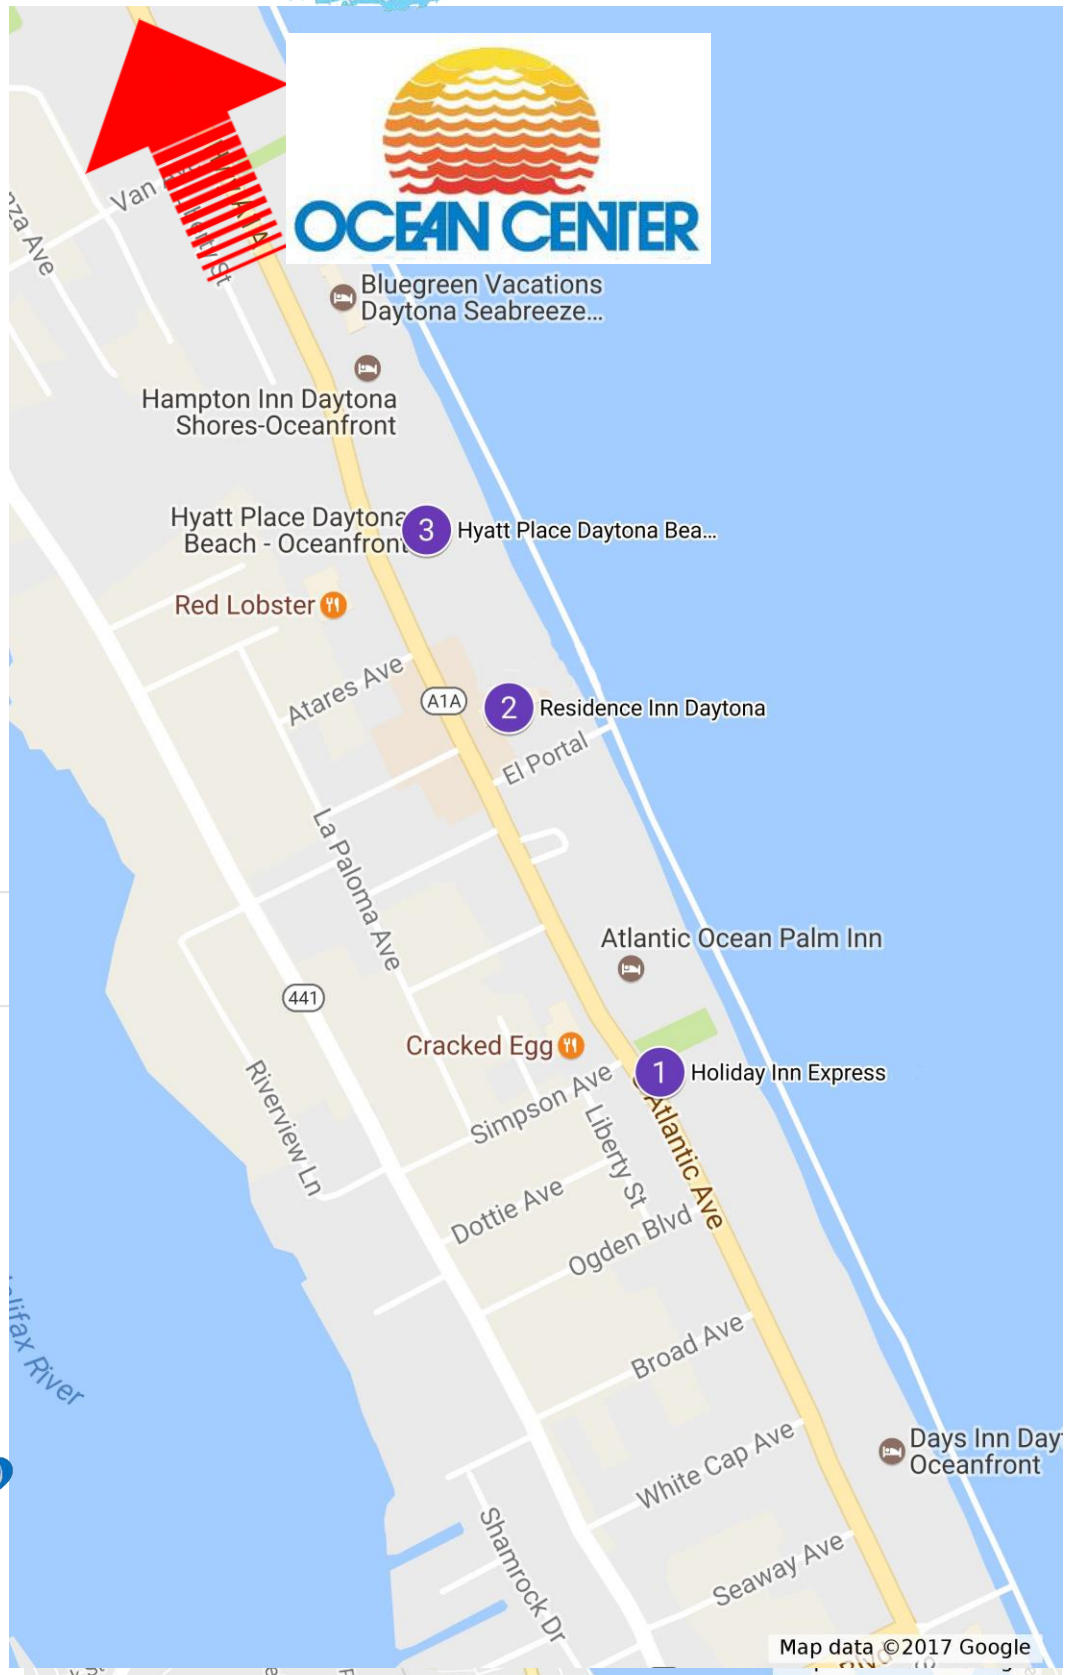 OCEAN CENTER
Van
Liberty St
Bluegreen Vacations
Daytona Seabreeze...
Hampton Inn Daytona
Shores-Oceanfront
Hyatt Place Daytona
Beach - Oceanfront
3
Hyatt Place Daytona Bea...
Red Lobster
Atares Ave
A1A
2
Residence Inn Daytona
El Portal
La Paloma Ave
Atlantic Ocean Palm Inn
441
Cracked Egg
1
Holiday Inn Express
Simpson Ave
Riverview Ln
Liberty St
Atlantic Ave
Dottie Ave
Ogden Blvd
Broad Ave
Halifax River
White Cap Ave
Days Inn Day
Oceanfront
Shamrock Dr
Seaway Ave
Map data ©2017 Google